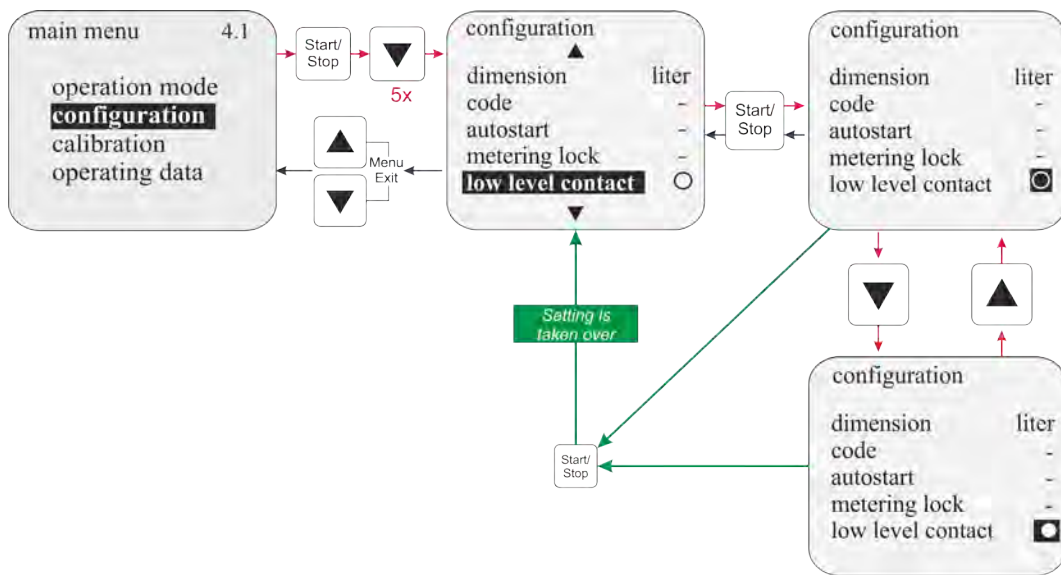 main menu 4.1
operation mode
configuration
calibration
operating data
Start/
Stop
5x
Menu
Exit
configuration
dimension liter
code -
autostart -
metering lock -
low level contact
Start/
Stop
configuration
dimension liter
code -
autostart -
metering lock -
low level contact
Setting is
taken over
Start/
Stop
configuration
dimension liter
code -
autostart -
metering lock -
low level contact